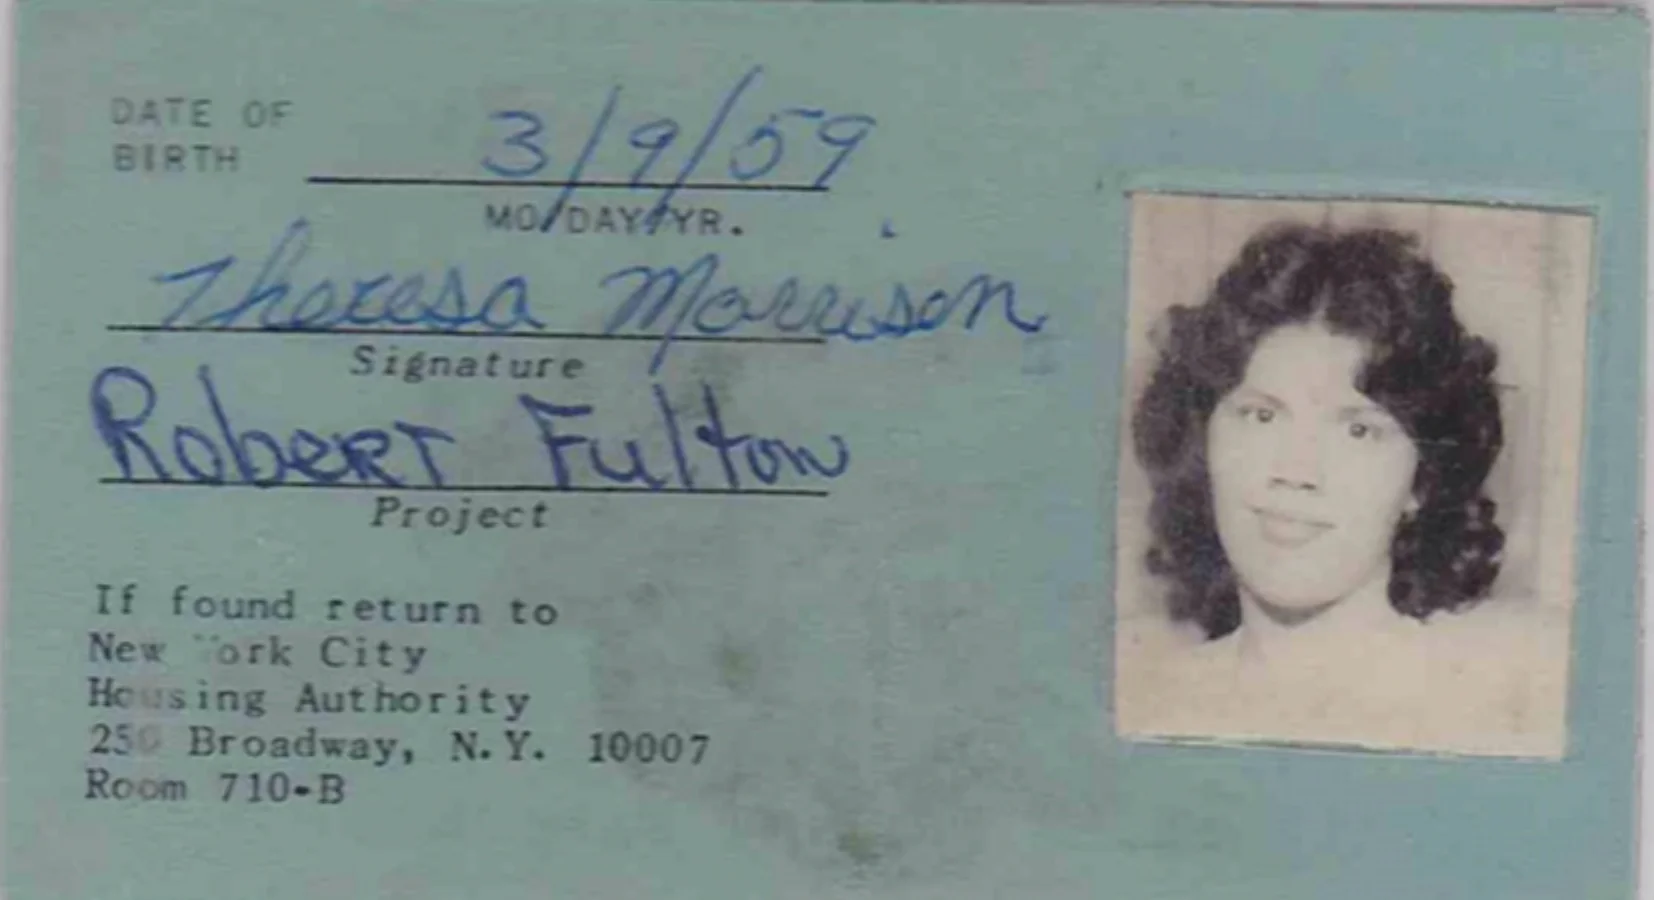 DATE OF
BIRTH 3/9/59
MO/DAY/YR.
Theresa Morrison
Signature
Robert Fulton
Project
If found return to
New York City
Housing Authority
250 Broadway, N.Y. 10007
Room 710-B